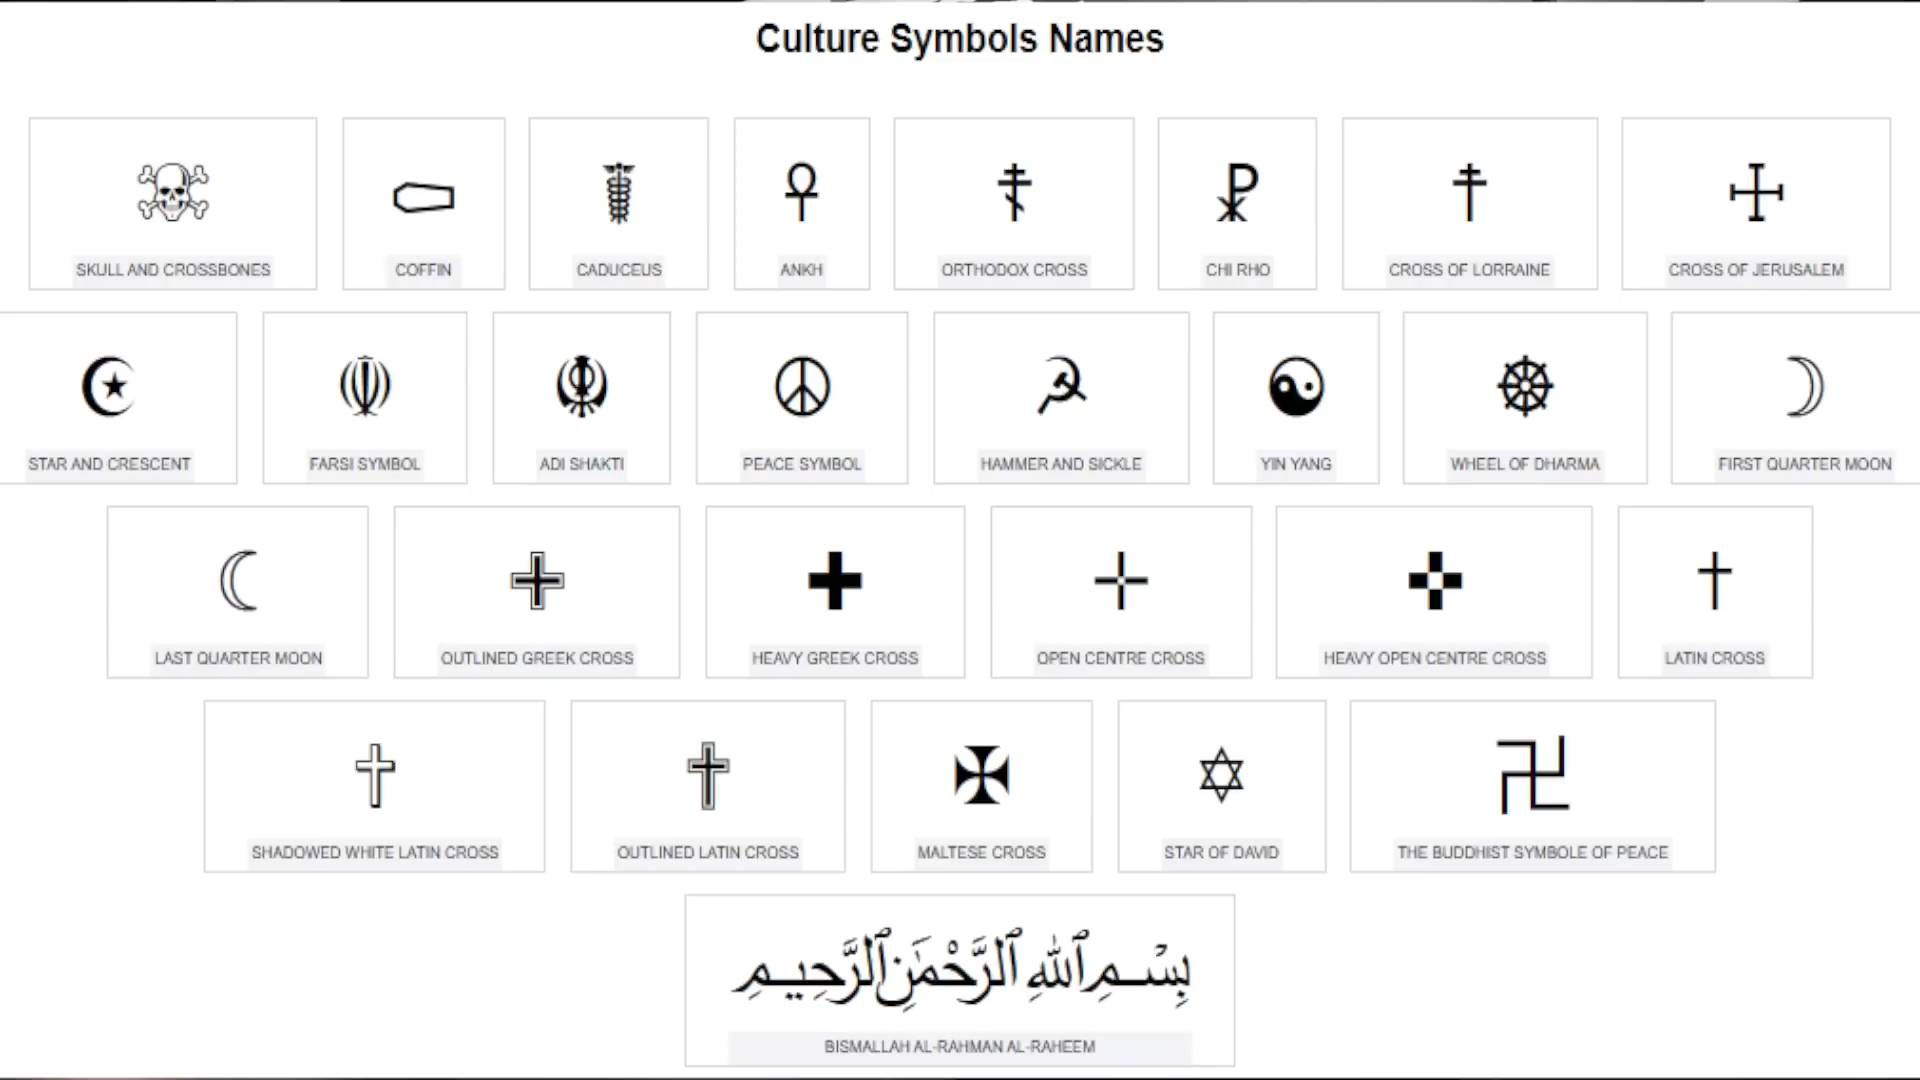 Culture Symbols Names
SKULL AND CROSSBONES
COFFIN
CADUCEUS
ANKH
ORTHODOX CROSS
CHI RHO
CROSS OF LORRAINE
CROSS OF JERUSALEM
STAR AND CRESCENT
FARSI SYMBOL
ADI SHAKTI
PEACE SYMBOL
HAMMER AND SICKLE
YIN YANG
WHEEL OF DHARMA
FIRST QUARTER MOON
LAST QUARTER MOON
OUTLINED GREEK CROSS
HEAVY GREEK CROSS
OPEN CENTRE CROSS
HEAVY OPEN CENTRE CROSS
LATIN CROSS
SHADOWED WHITE LATIN CROSS
OUTLINED LATIN CROSS
MALTESE CROSS
STAR OF DAVID
THE BUDDHIST SYMBOLE OF PEACE
بِسْمِ ٱللَّهِ ٱلرَّحْمَٰنِ ٱلرَّحِيمِ
BISMALLAH AL-RAHMAN AL-RAHEEM